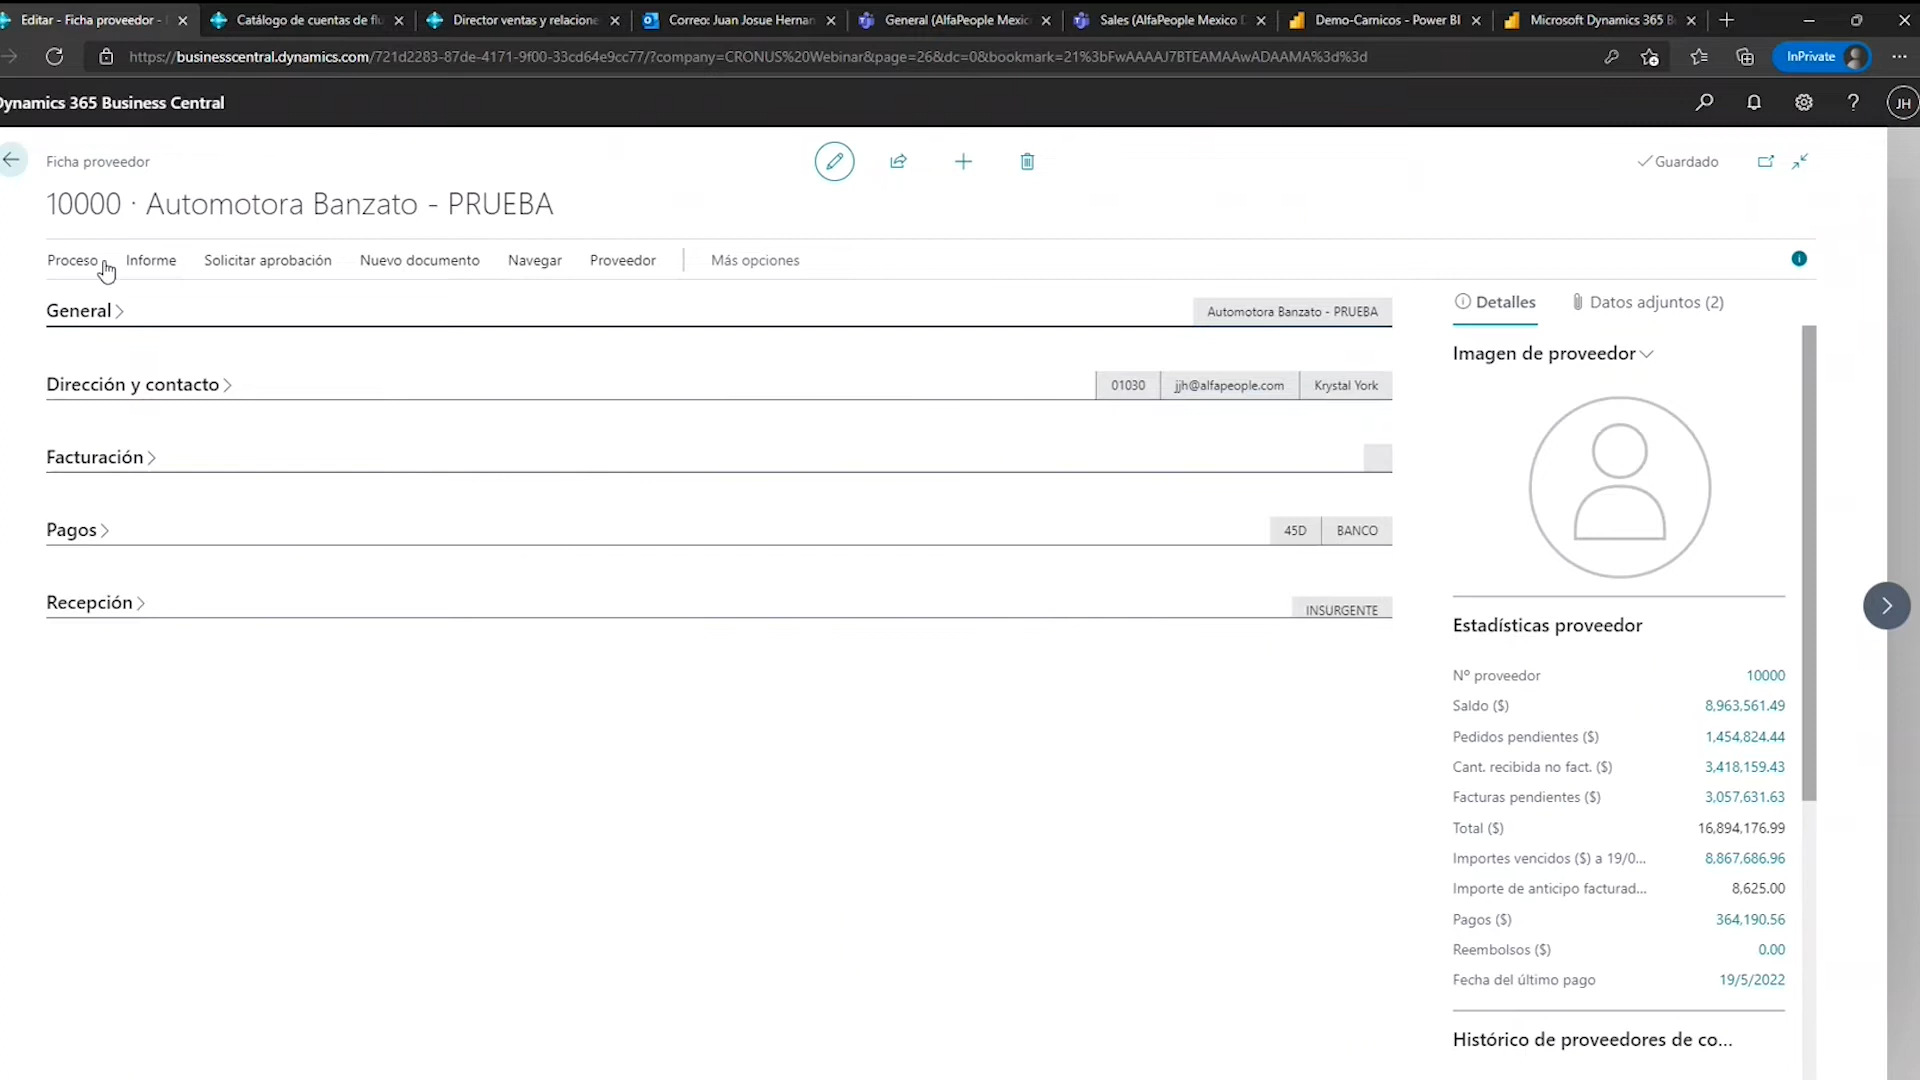 Editar - Ficha proveedor -
Catálogo de cuentas de flu
Director ventas y relacione
Correo: Juan Josue Hernan
General (AlfaPeople Mexic
Sales (AlfaPeople Mexico D
Demo-Carnicos - Power BI
Microsoft Dynamics 365 B
https://businesscentral.dynamics.com/721d2283-87de-4171-9f00-33cd64e9cc77/?company=CRONUS%20Webinar&page=26&dc=0&bookmark=21%3bFwAAAAJ7BTEAMAAwADAAMA%3d%3d
InPrivate
Dynamics 365 Business Central
JH
Ficha proveedor
Guardado
10000 · Automotora Banzato - PRUEBA
Proceso Informe Solicitar aprobación Nuevo documento Navegar Proveedor Más opciones
General
Automotora Banzato - PRUEBA
Dirección y contacto
01030 jjh@alfapeople.com Krystal York
Facturación
Pagos
45D BANCO
Recepción
INSURGENTE
Detalles Datos adjuntos (2)
Imagen de proveedor
Estadísticas proveedor
Nº proveedor 10000
Saldo ($) 8,963,561.49
Pedidos pendientes ($) 1,454,824.44
Cant. recibida no fact. ($) 3,418,159.43
Facturas pendientes ($) 3,057,631.63
Total ($) 16,894,176.99
Importes vencidos ($) a 19/0... 8,867,686.96
Importe de anticipo facturad... 8,625.00
Pagos ($) 364,190.56
Reembolsos ($) 0.00
Fecha del último pago 19/5/2022
Histórico de proveedores de co...